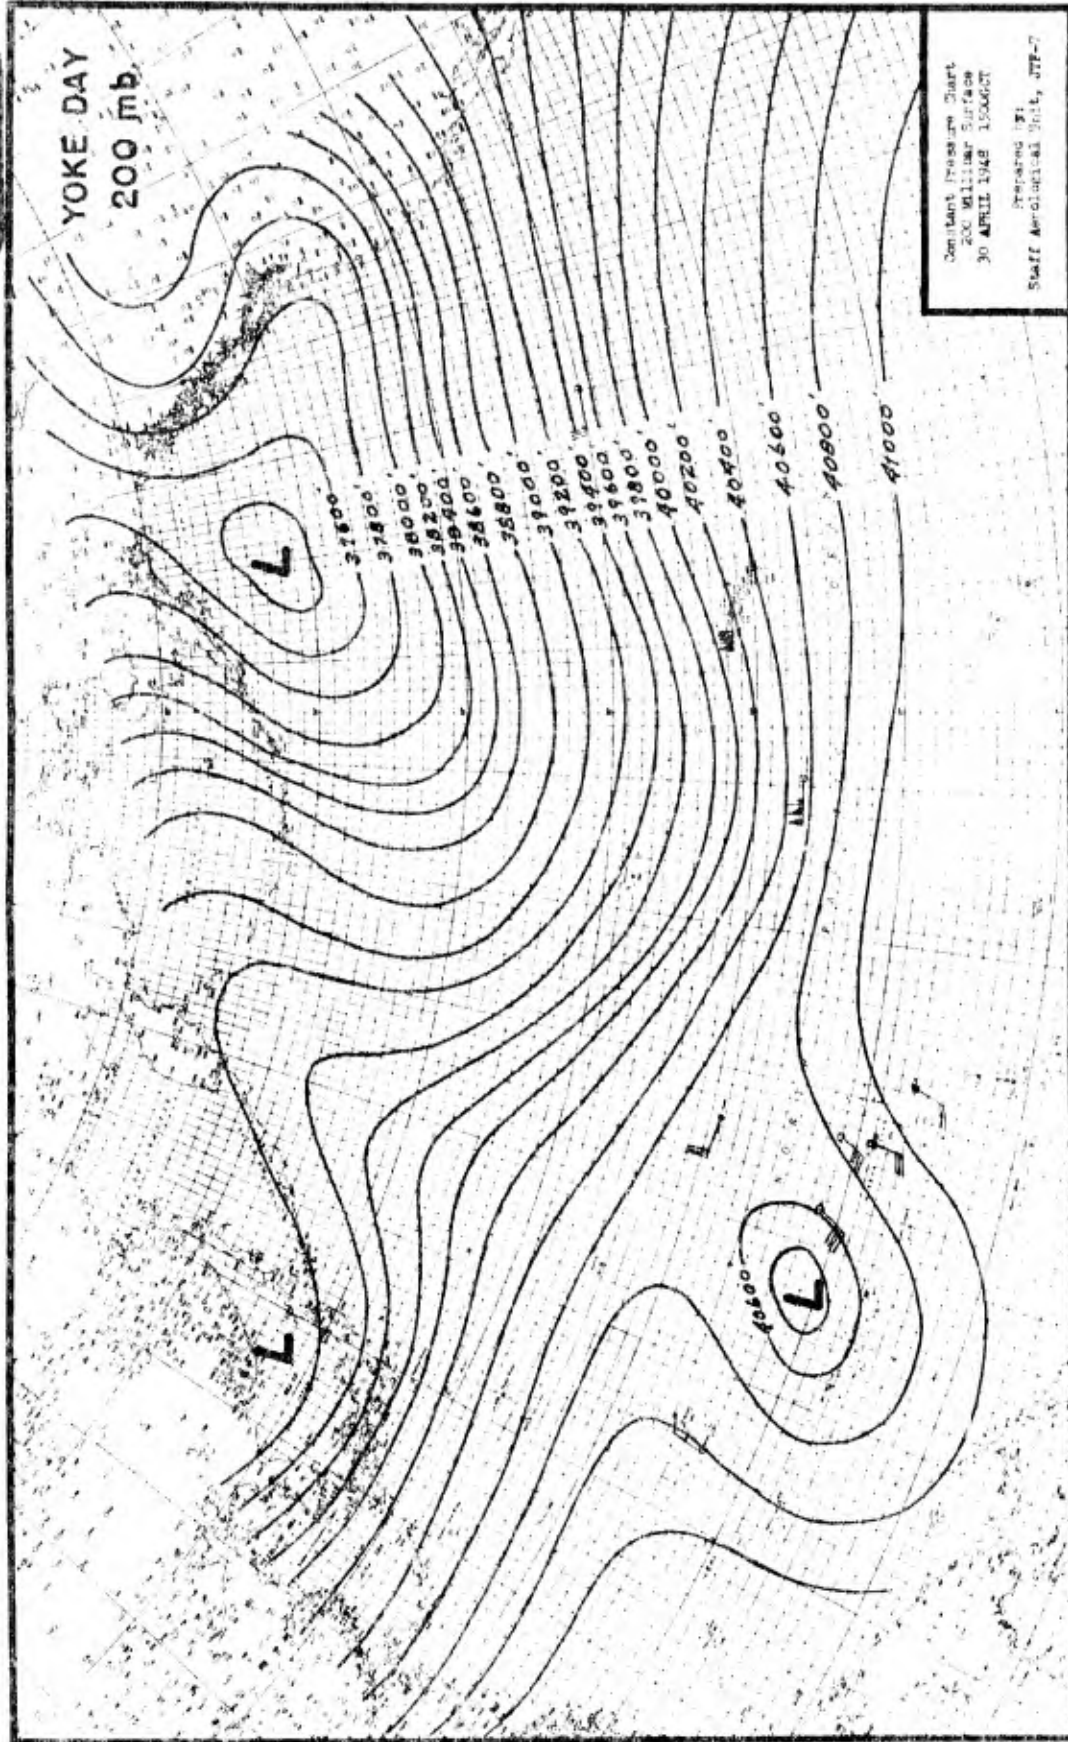 YOKE DAY
200 mb
L
37600'
37800'
38000'
38200'
38400'
38600'
38800'
39000'
39200'
39400'
39600'
39800'
40000'
40200'
40400'
40600'
40800'
41000'
L
L
40600'
Constant Pressure Chart
200 Millibar Surface
30 APRIL 1948 1500GCT
Prepared by:
Staff Aerological Unit, JTF-7